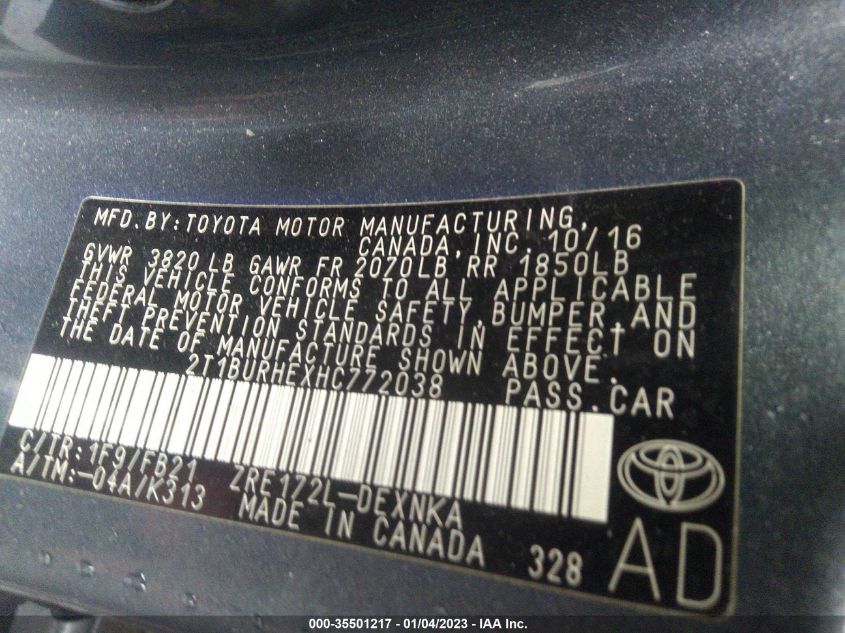 MFD. BY: TOYOTA MOTOR MANUFACTURING,
CANADA, INC. 10/16
GVWR 3820 LB GAWR FR 2070LB RR 1850LB
THIS VEHICLE CONFORMS TO ALL APPLICABLE
FEDERAL MOTOR VEHICLE SAFETY, BUMPER AND
THEFT PREVENTION STANDARDS IN EFFECT ON
THE DATE OF MANUFACTURE SHOWN ABOVE.
2T1BURHEXHC772038 PASS. CAR
C/TR: 1F9/FB21 ZRE172L-DEXNKA
A/TM: -04A/K313 MADE IN CANADA 328
AD
000-35501217 - 01/04/2023 - IAA Inc.